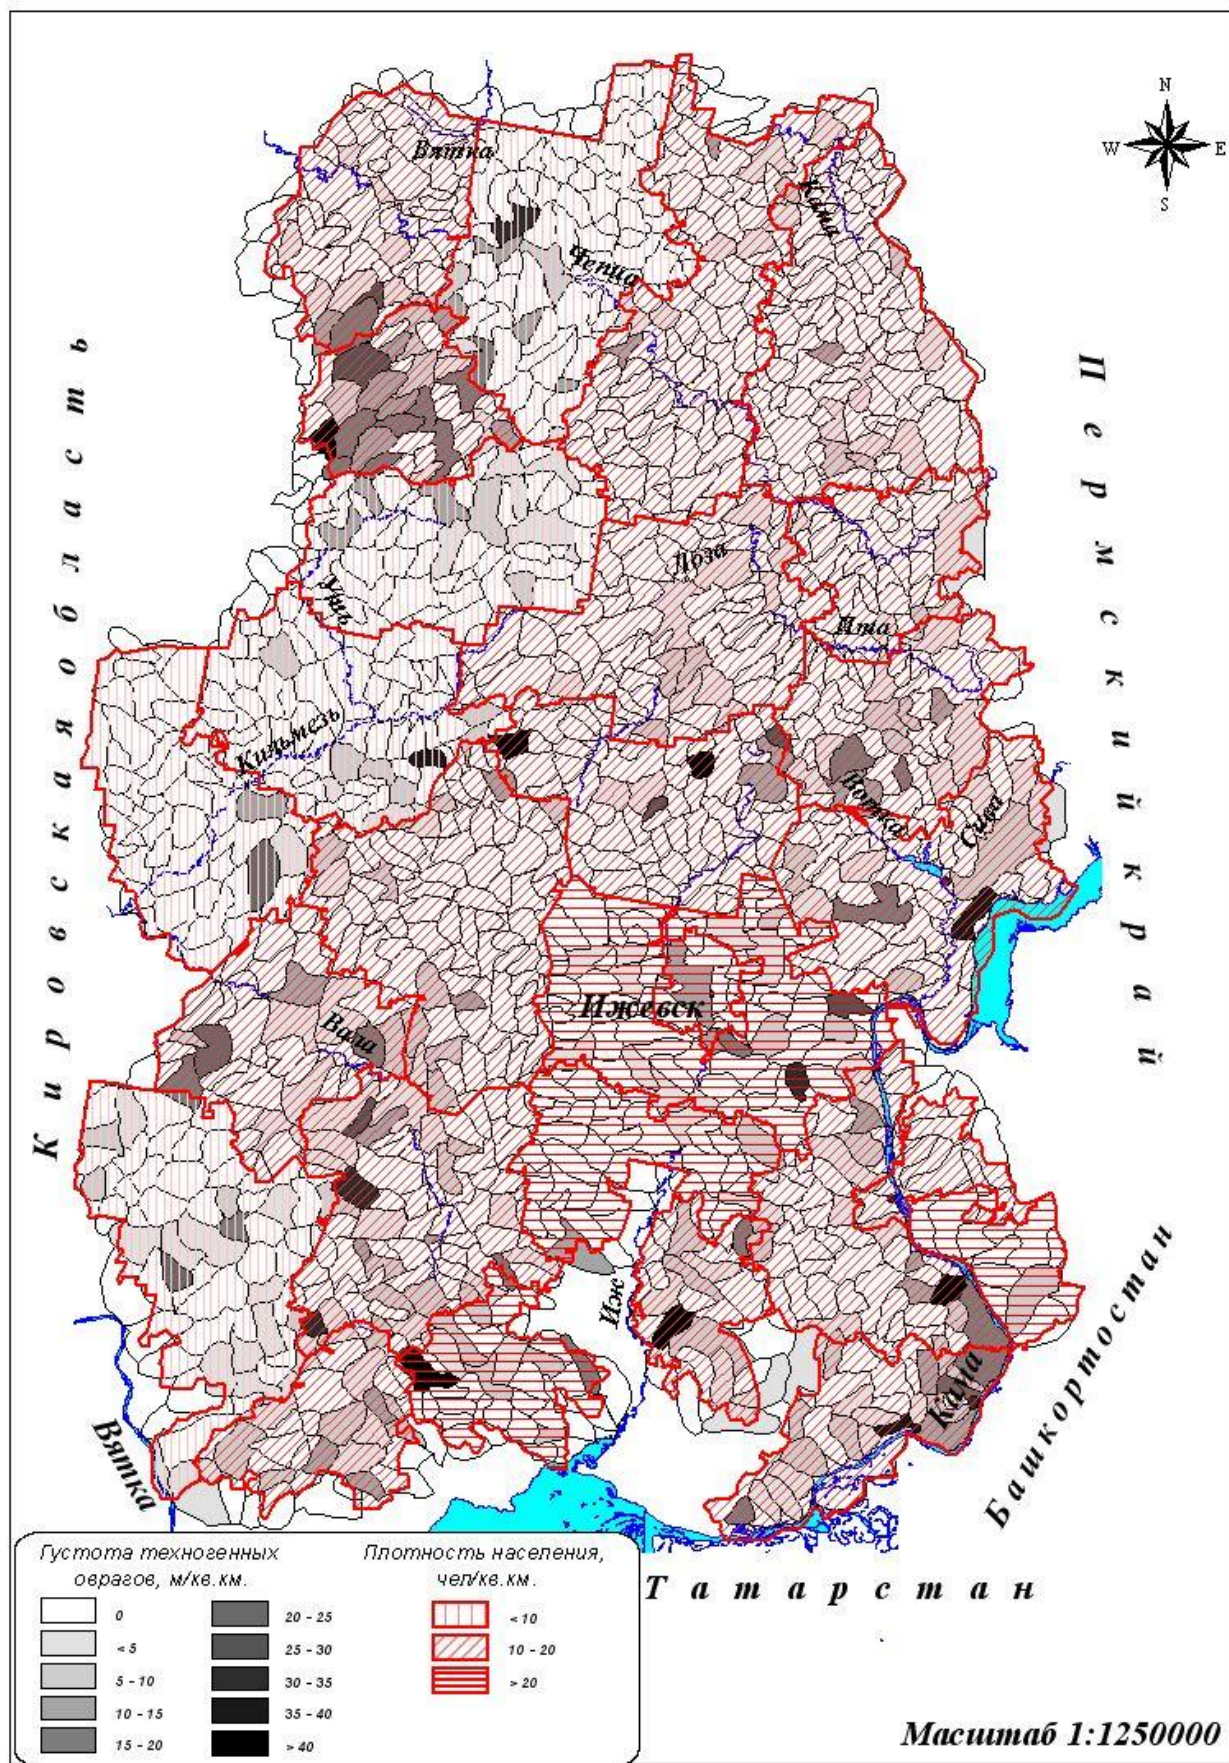 N
W
E
S
Вятка
Кама
Чепца
Кировская область
Пермский край
Лоза
Ува
Ита
Кильмезь
Вотка
Сива
Ижевск
Вала
Иж
Кама
Башкортостан
Вятка
Татарстан
Густота техногенных
оврагов, м/кв.км.
0
< 5
5 - 10
10 - 15
15 - 20
20 - 25
25 - 30
30 - 35
35 - 40
> 40
Плотность населения,
чел/кв.км.
< 10
10 - 20
> 20
Масштаб 1:1250000